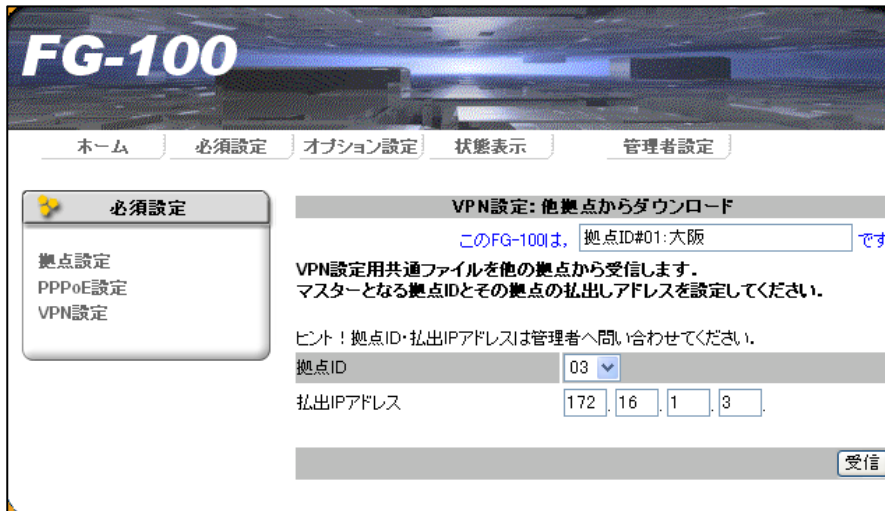 FG-100
ホーム 必須設定 オプション設定 状態表示 管理者設定
必須設定
拠点設定
PPPoE設定
VPN設定
VPN設定: 他拠点からダウンロード
このFG-100は, 拠点ID#01:大阪 です
VPN設定用共通ファイルを他の拠点から受信します.
マスターとなる拠点IDとその拠点の払出しアドレスを設定してください.
ヒント！拠点ID・払出IPアドレスは管理者へ問い合わせてください.
拠点ID 03
払出IPアドレス 172 . 16 . 1 . 3 .
受信